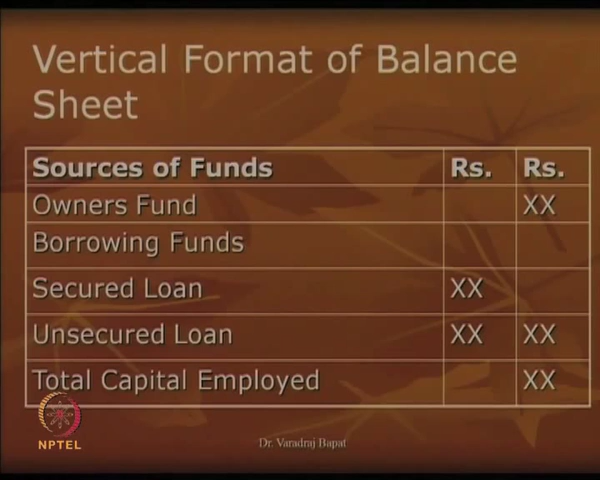 Vertical Format of Balance
Sheet
Sources of Funds Rs. Rs.
Owners Fund XX
Borrowing Funds
Secured Loan XX
Unsecured Loan XX XX
Total Capital Employed XX
NPTEL
Dr. Varadraj Bapat